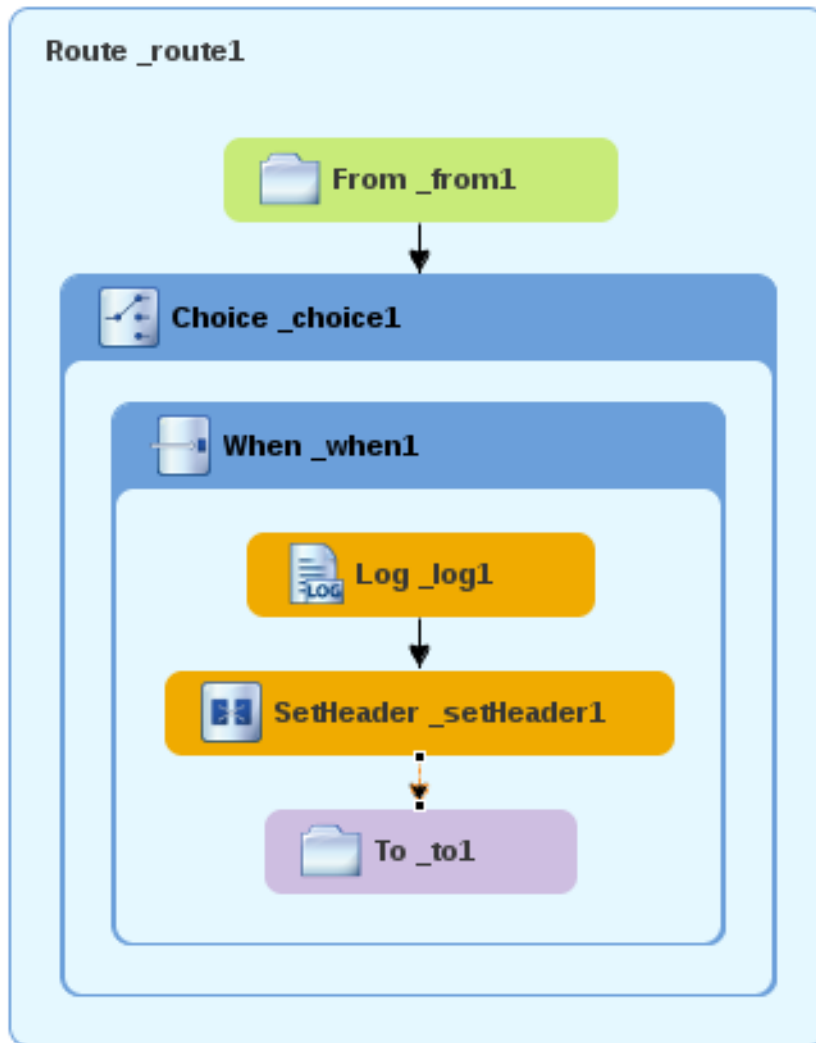 Route _route1
From _from1
Choice _choice1
When _when1
Log _log1
LOG
SetHeader _setHeader1
To _to1